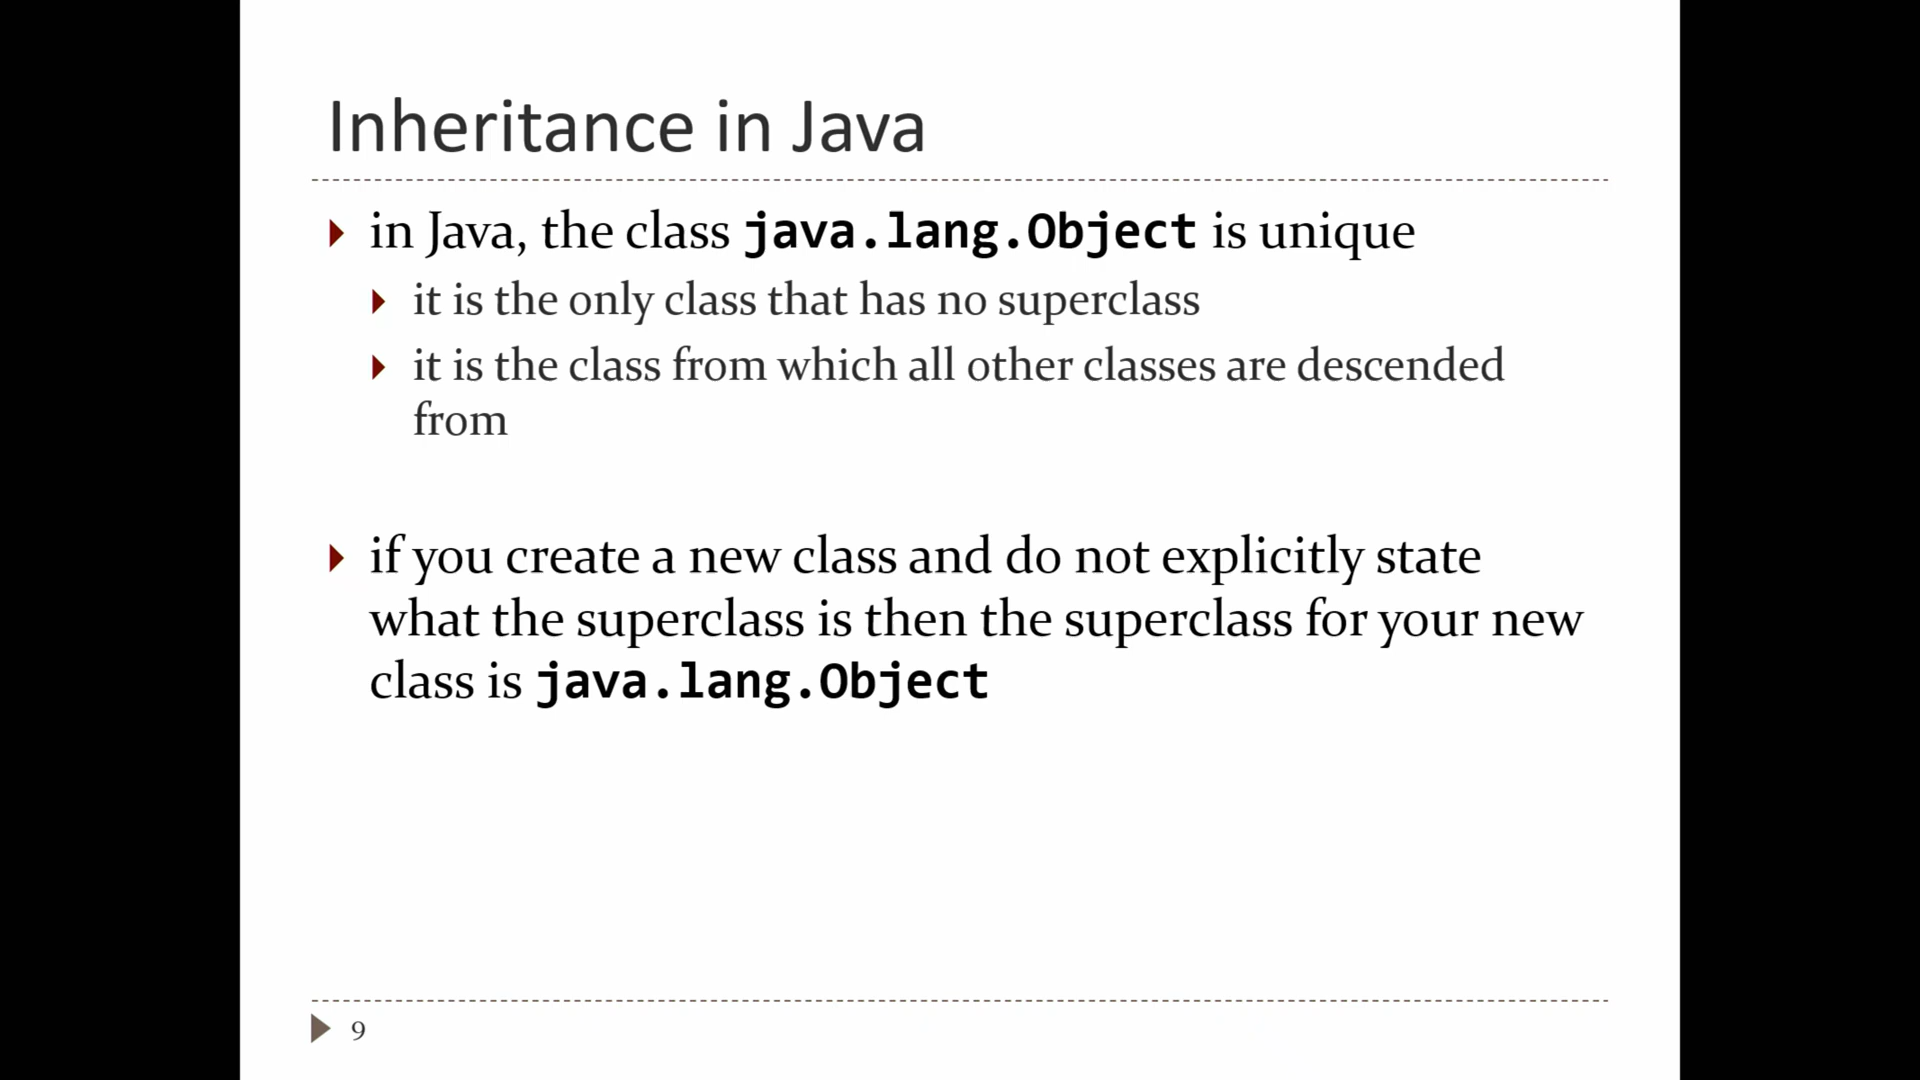 Inheritance in Java
in Java, the class java.lang.Object is unique
it is the only class that has no superclass
it is the class from which all other classes are descended
from
if you create a new class and do not explicitly state
what the superclass is then the superclass for your new
class is java.lang.Object
9